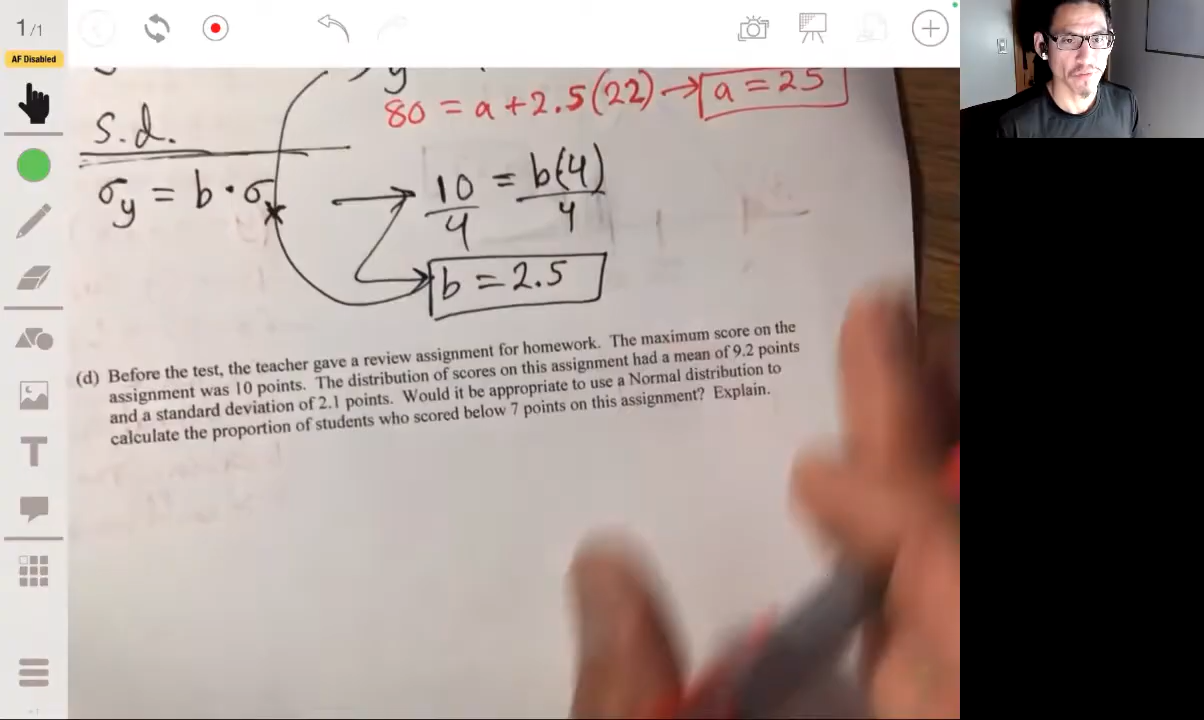 1/1
AF Disabled
80 = a + 2.5(22) → a = 25
s.d.
σy = b · σx
10/4 = b(4)/4
b = 2.5
(d) Before the test, the teacher gave a review assignment for homework. The maximum score on the
assignment was 10 points. The distribution of scores on this assignment had a mean of 9.2 points
and a standard deviation of 2.1 points. Would it be appropriate to use a Normal distribution to
calculate the proportion of students who scored below 7 points on this assignment? Explain.
T